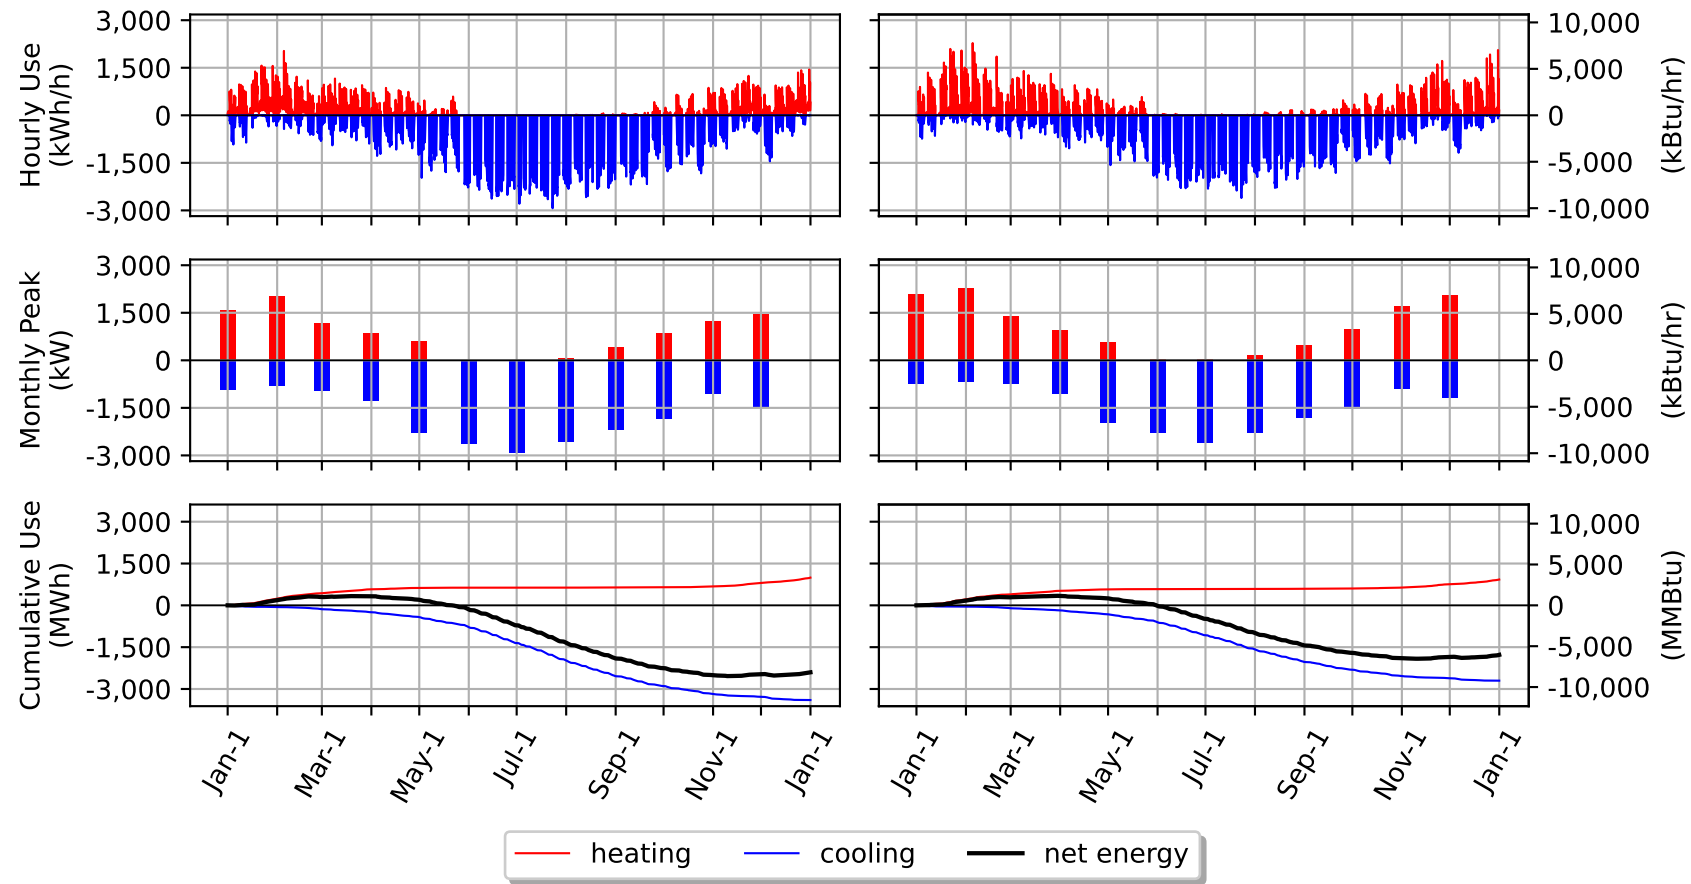 Hourly Use
(kWh/h)
3,000
1,500
0
-1,500
-3,000
10,000
5,000
0
-5,000
-10,000
(kBtu/hr)
Monthly Peak
(kW)
3,000
1,500
0
-1,500
-3,000
10,000
5,000
0
-5,000
-10,000
(kBtu/hr)
Cumulative Use
(MWh)
3,000
1,500
0
-1,500
-3,000
10,000
5,000
0
-5,000
-10,000
(MMBtu)
Jan-1 Mar-1 May-1 Jul-1 Sep-1 Nov-1 Jan-1
Jan-1 Mar-1 May-1 Jul-1 Sep-1 Nov-1 Jan-1
heating cooling net energy